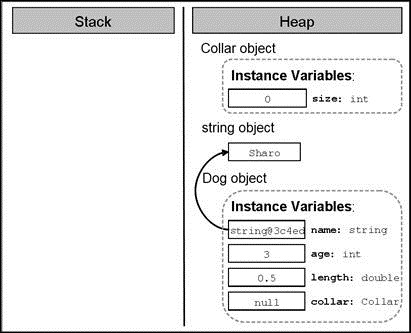 Stack
Heap
Collar object
Instance Variables:
0 size: int
string object
Sharo
Dog object
Instance Variables:
string@3c4ed name: string
3 age: int
0.5 length: double
null collar: Collar